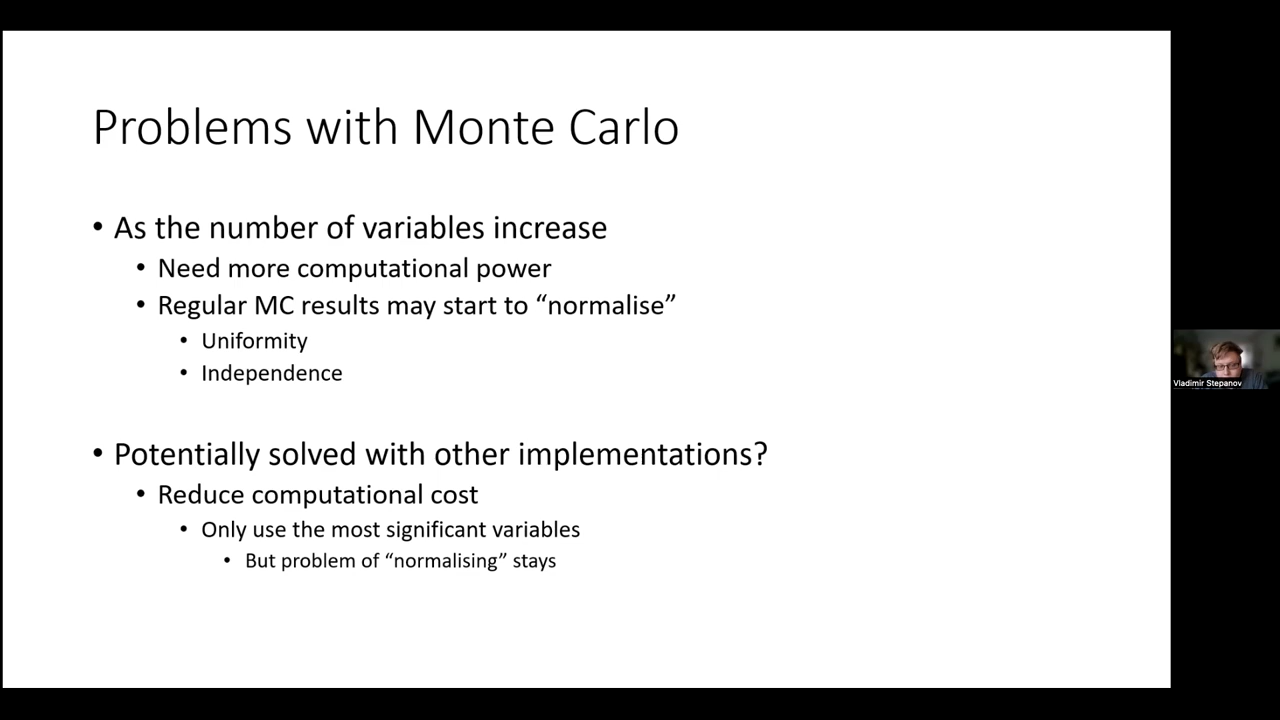 Problems with Monte Carlo
• As the number of variables increase
• Need more computational power
• Regular MC results may start to “normalise”
• Uniformity
• Independence
• Potentially solved with other implementations?
• Reduce computational cost
• Only use the most significant variables
• But problem of “normalising” stays
Vladimir Stepanov